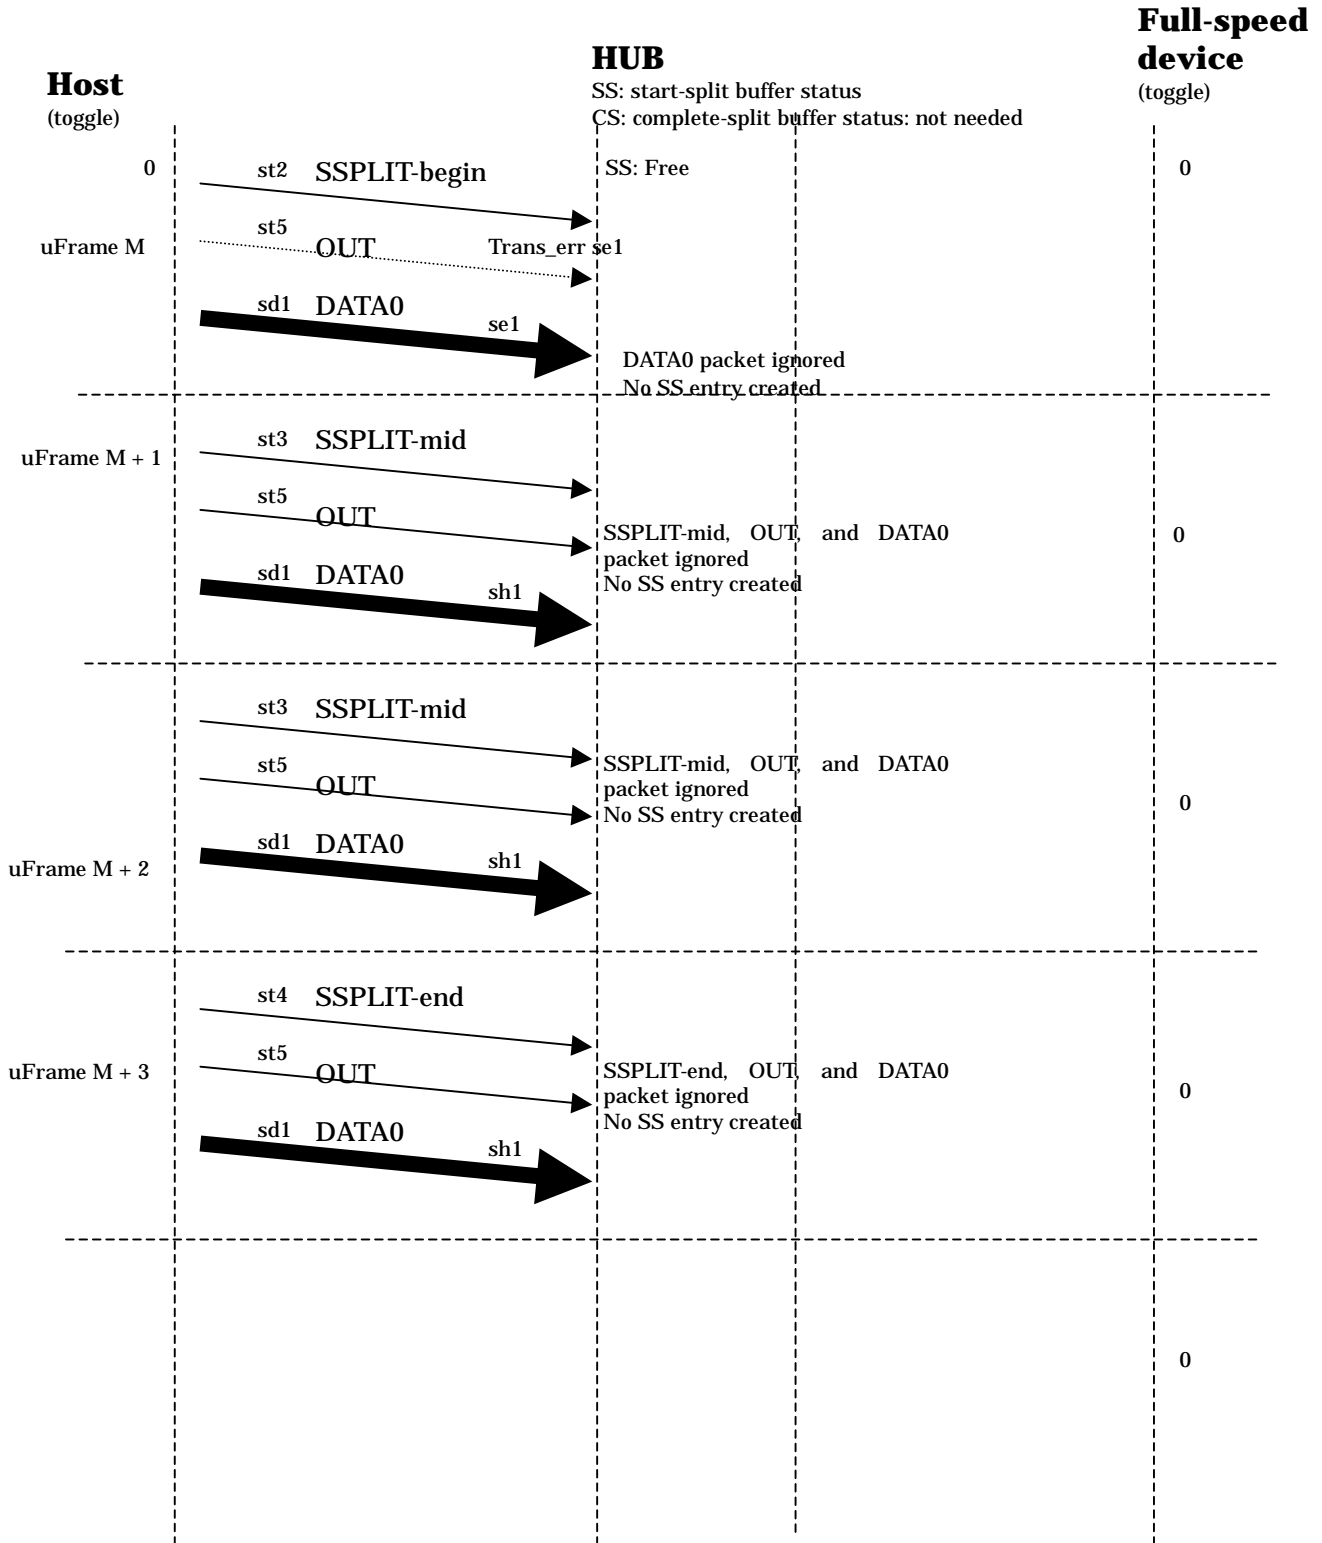 Full-speed
device
(toggle)
HUB
SS: start-split buffer status
CS: complete-split buffer status: not needed
Host
(toggle)
0
st2 SSPLIT-begin
SS: Free
0
st5
uFrame M
OUT
Trans_err se1
sd1 DATA0
se1
DATA0 packet ignored
No SS entry created
st3 SSPLIT-mid
uFrame M + 1
st5
OUT
SSPLIT-mid, OUT, and DATA0
packet ignored
No SS entry created
0
sd1 DATA0
sh1
st3 SSPLIT-mid
st5
OUT
SSPLIT-mid, OUT, and DATA0
packet ignored
No SS entry created
0
sd1 DATA0
sh1
uFrame M + 2
st4 SSPLIT-end
st5
uFrame M + 3
OUT
SSPLIT-end, OUT, and DATA0
packet ignored
No SS entry created
0
sd1 DATA0
sh1
0